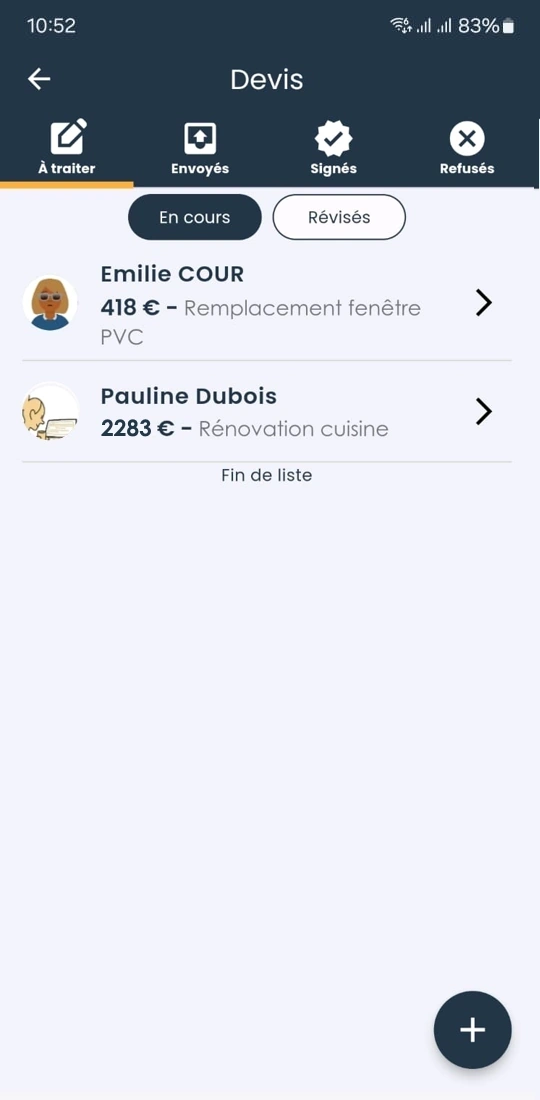 10:52
83%
Devis
À traiter
Envoyés
Signés
Refusés
En cours
Révisés
Emilie COUR
418 € - Remplacement fenêtre
PVC
Pauline Dubois
2283 € - Rénovation cuisine
Fin de liste